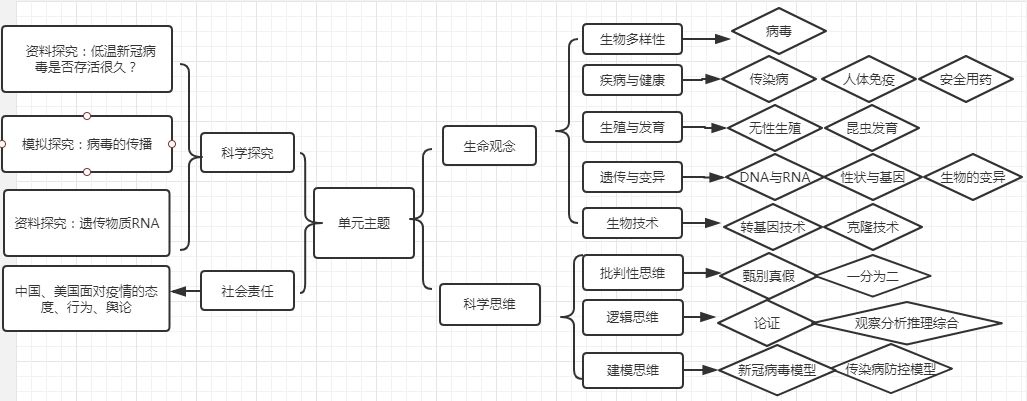 资料探究：低温新冠病
毒是否存活很久？
模拟探究：病毒的传播
资料探究：遗传物质RNA
中国、美国面对疫情的态
度、行为、舆论
科学探究
社会责任
单元主题
生命观念
科学思维
生物多样性
病毒
疾病与健康
传染病
人体免疫
安全用药
生殖与发育
无性生殖
昆虫发育
遗传与变异
DNA与RNA
性状与基因
生物的变异
生物技术
转基因技术
克隆技术
批判性思维
甄别真假
一分为二
逻辑思维
论证
观察分析推理综合
建模思维
新冠病毒模型
传染病防控模型